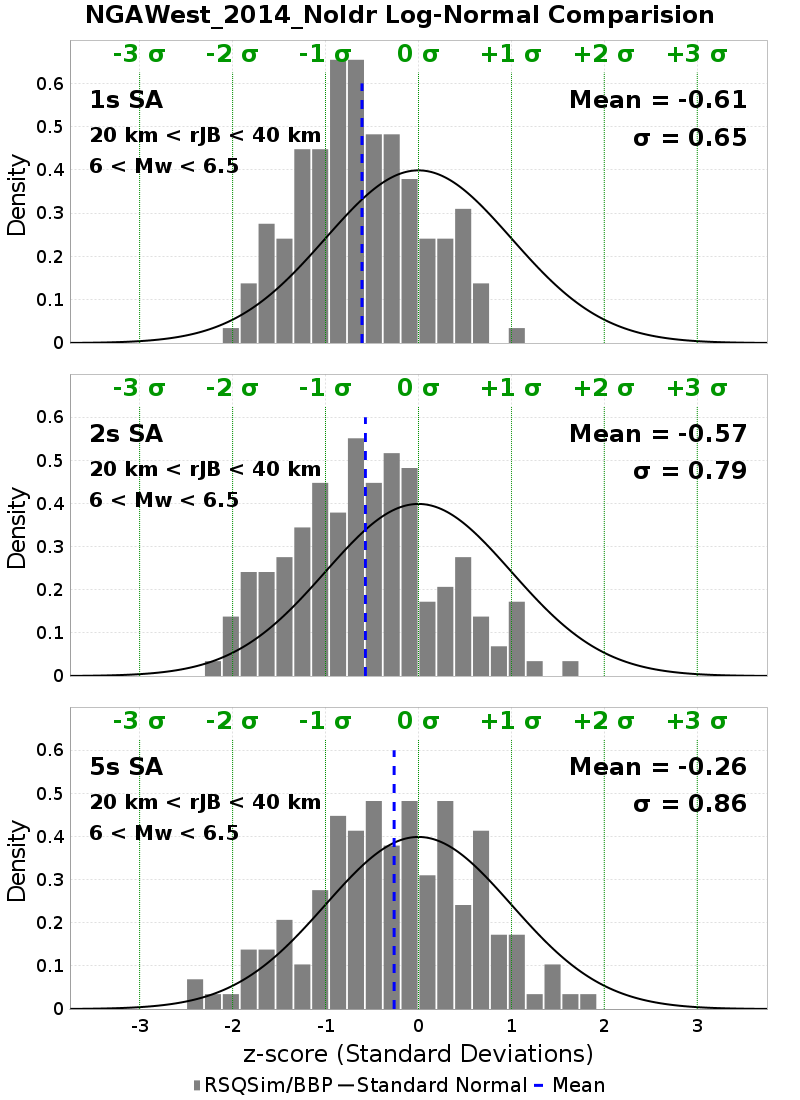 NGAWest_2014_NoIdr Log-Normal Comparision
-3 σ -2 σ -1 σ 0 σ +1 σ +2 σ +3 σ
1s SA
Mean = -0.61
20 km < rJB < 40 km
σ = 0.65
6 < Mw < 6.5
0.6
0.5
0.4
0.3
0.2
0.1
0
Density
-3 σ -2 σ -1 σ 0 σ +1 σ +2 σ +3 σ
2s SA
Mean = -0.57
20 km < rJB < 40 km
σ = 0.79
6 < Mw < 6.5
0.6
0.5
0.4
0.3
0.2
0.1
0
Density
-3 σ -2 σ -1 σ 0 σ +1 σ +2 σ +3 σ
5s SA
Mean = -0.26
20 km < rJB < 40 km
σ = 0.86
6 < Mw < 6.5
0.6
0.5
0.4
0.3
0.2
0.1
0
Density
-3 -2 -1 0 1 2 3
z-score (Standard Deviations)
RSQSim/BBP Standard Normal Mean